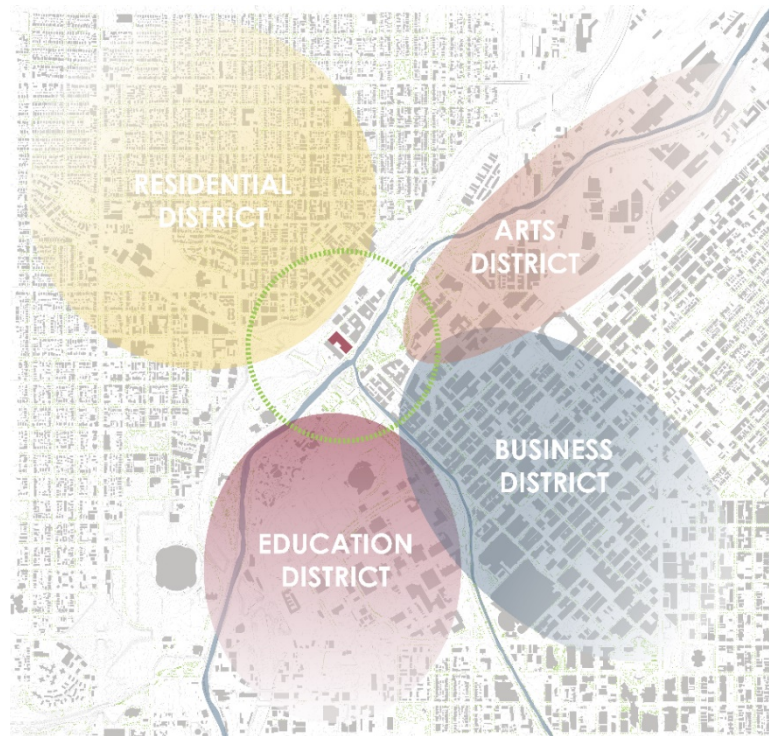 RESIDENTIAL
DISTRICT
ARTS
DISTRICT
BUSINESS
DISTRICT
EDUCATION
DISTRICT